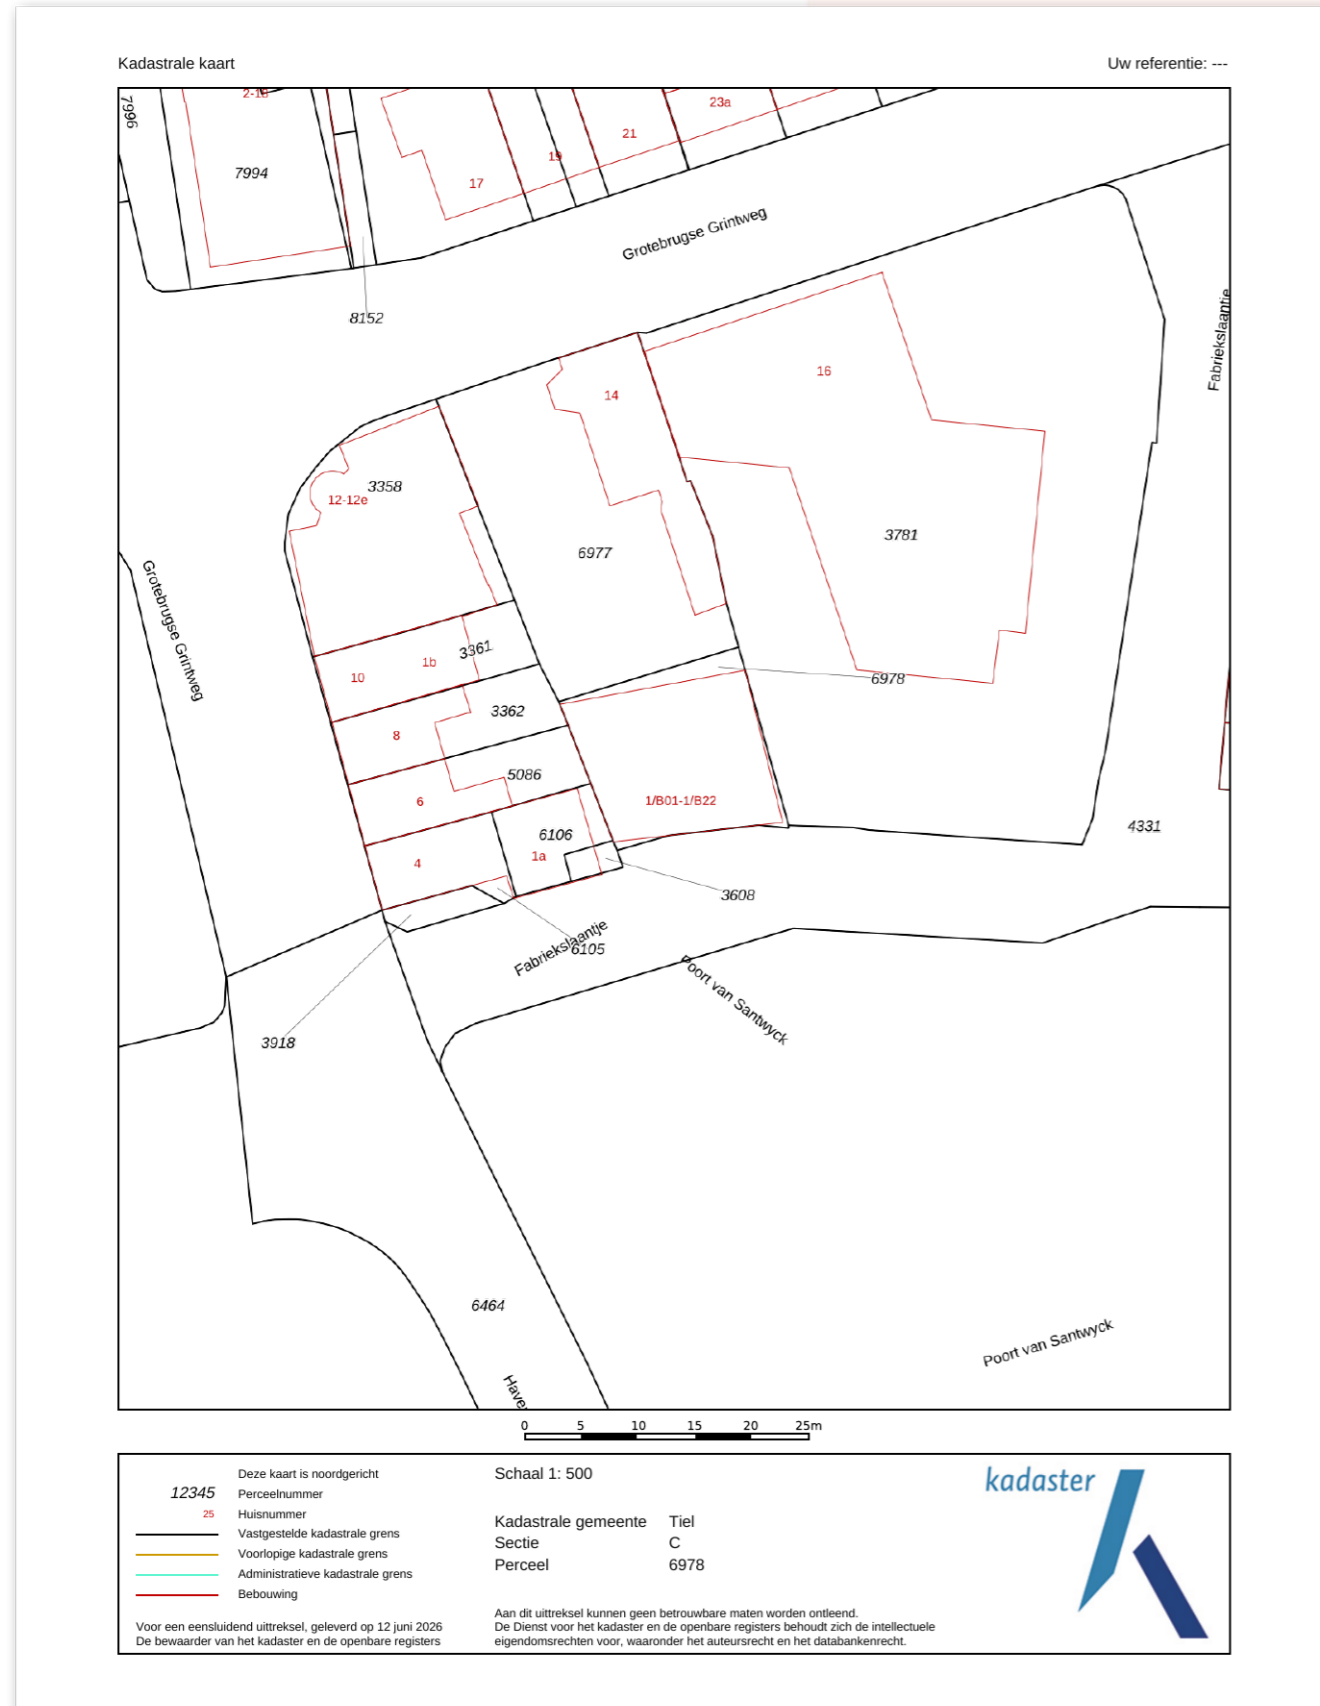 Kadastrale kaart
Uw referentie: ---
7996
2-18
7994
17
19
21
23a
Grotebrugse Grintweg
8152
Fabriekslaantje
16
14
3358
12-12e
6977
3781
Grotebrugse Grintweg
3361
1b
10
6978
3362
8
5086
6
1/B01-1/B22
4331
6106
1a
4
3608
Fabriekslaantje
6105
Poort van Santwyck
3918
6464
Poort van Santwyck
Have
0 5 10 15 20 25m
Deze kaart is noordgericht
12345 Perceelnummer
25 Huisnummer
Vastgestelde kadastrale grens
Voorlopige kadastrale grens
Administratieve kadastrale grens
Bebouwing
Voor een eensluidend uittreksel, geleverd op 12 juni 2026
De bewaarder van het kadaster en de openbare registers
Schaal 1: 500
Kadastrale gemeente Tiel
Sectie C
Perceel 6978
Aan dit uittreksel kunnen geen betrouwbare maten worden ontleend.
De Dienst voor het kadaster en de openbare registers behoudt zich de intellectuele
eigendomsrechten voor, waaronder het auteursrecht en het databankenrecht.
kadaster